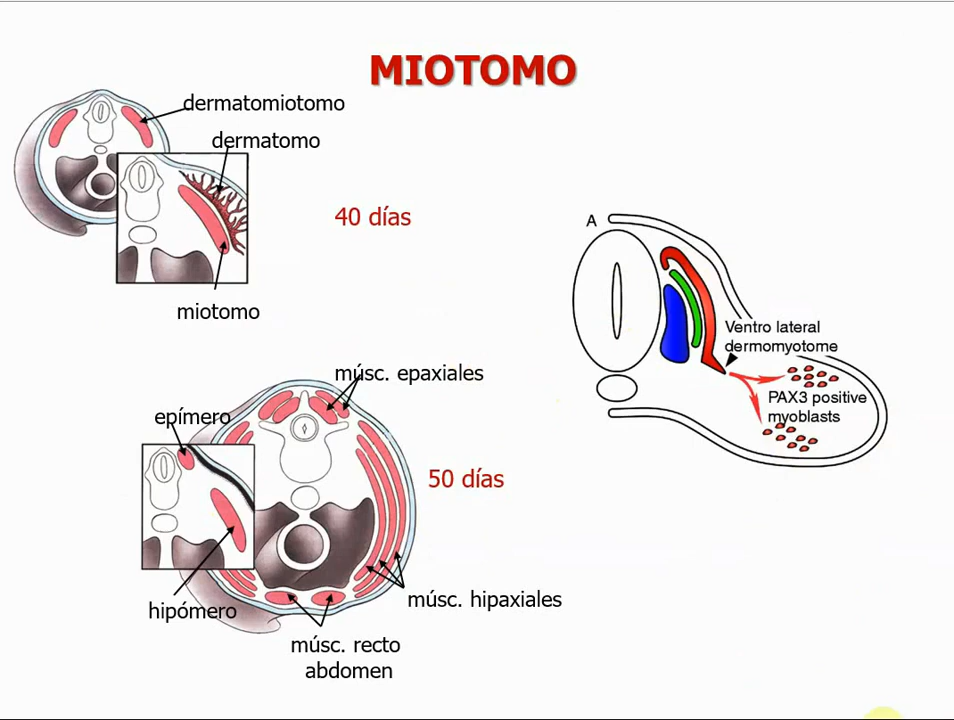 MIOTOMO
dermatomiotomo
dermatomo
40 días
miotomo
A
Ventro lateral
dermomyotome
PAX3 positive
myoblasts
músc. epaxiales
epímero
50 días
hipómero
músc. hipaxiales
músc. recto
abdomen